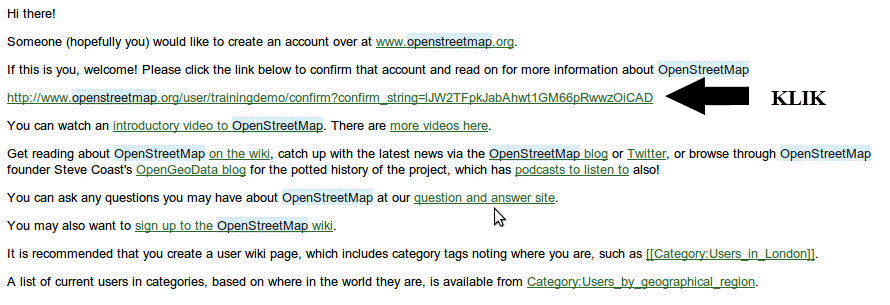 Hi there!
Someone (hopefully you) would like to create an account over at www.openstreetmap.org.
If this is you, welcome! Please click the link below to confirm that account and read on for more information about OpenStreetMap
http://www.openstreetmap.org/user/trainingdemo/confirm?confirm_string=lJW2TFpkJabAhwt1GM66pRwwzOiCAD
KLIK
You can watch an introductory video to OpenStreetMap. There are more videos here.
Get reading about OpenStreetMap on the wiki, catch up with the latest news via the OpenStreetMap blog or Twitter, or browse through OpenStreetMap
founder Steve Coast's OpenGeoData blog for the potted history of the project, which has podcasts to listen to also!
You can ask any questions you may have about OpenStreetMap at our question and answer site.
You may also want to sign up to the OpenStreetMap wiki.
It is recommended that you create a user wiki page, which includes category tags noting where you are, such as [[Category:Users_in_London]].
A list of current users in categories, based on where in the world they are, is available from Category:Users_by_geographical_region.